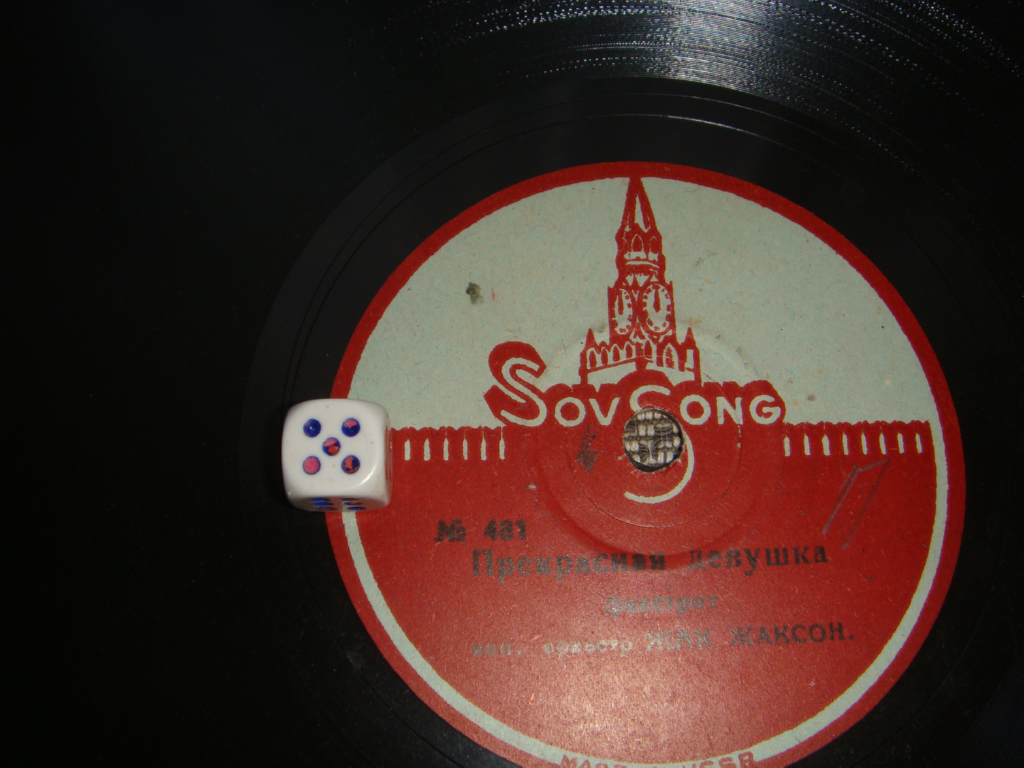 SovSong
№ 481
Прекрасная девушка
фокстрот
исп. оркестр ЖАН ЖАКСОН.